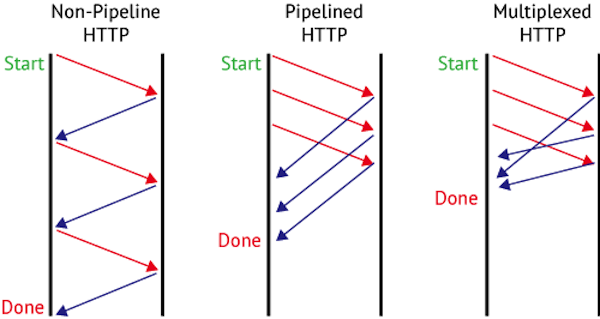 Non-Pipeline
HTTP
Start
Done
Pipelined
HTTP
Start
Done
Multiplexed
HTTP
Start
Done